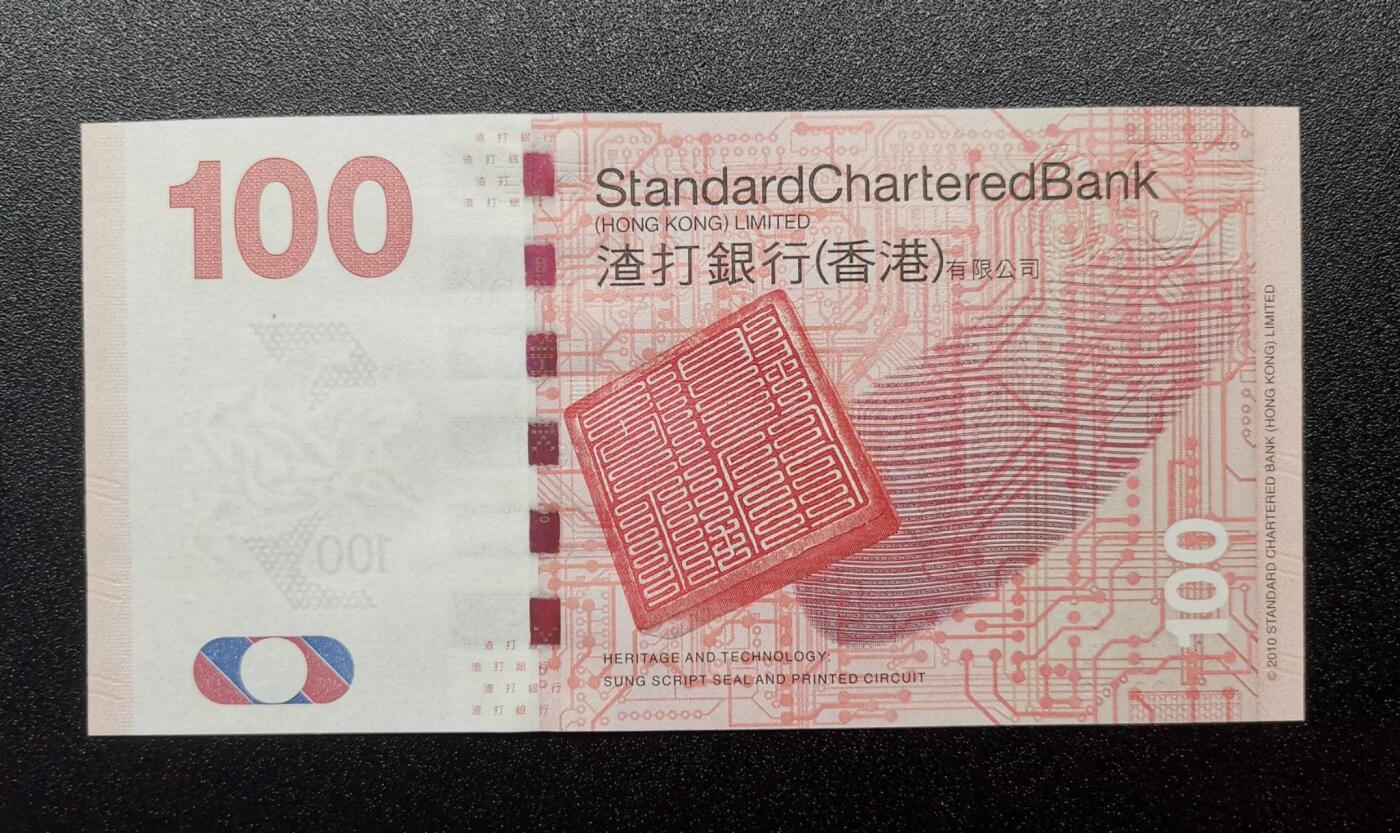 100
渣打銀行
渣打銀
渣打
渣打銀行
StandardCharteredBank
(HONG KONG) LIMITED
渣打銀行(香港)有限公司
100
HERITAGE AND TECHNOLOGY:
SUNG SCRIPT SEAL AND PRINTED CIRCUIT
渣打
渣打銀行
渣打銀行
渣打銀行
100
© 2010 STANDARD CHARTERED BANK (HONG KONG) LIMITED